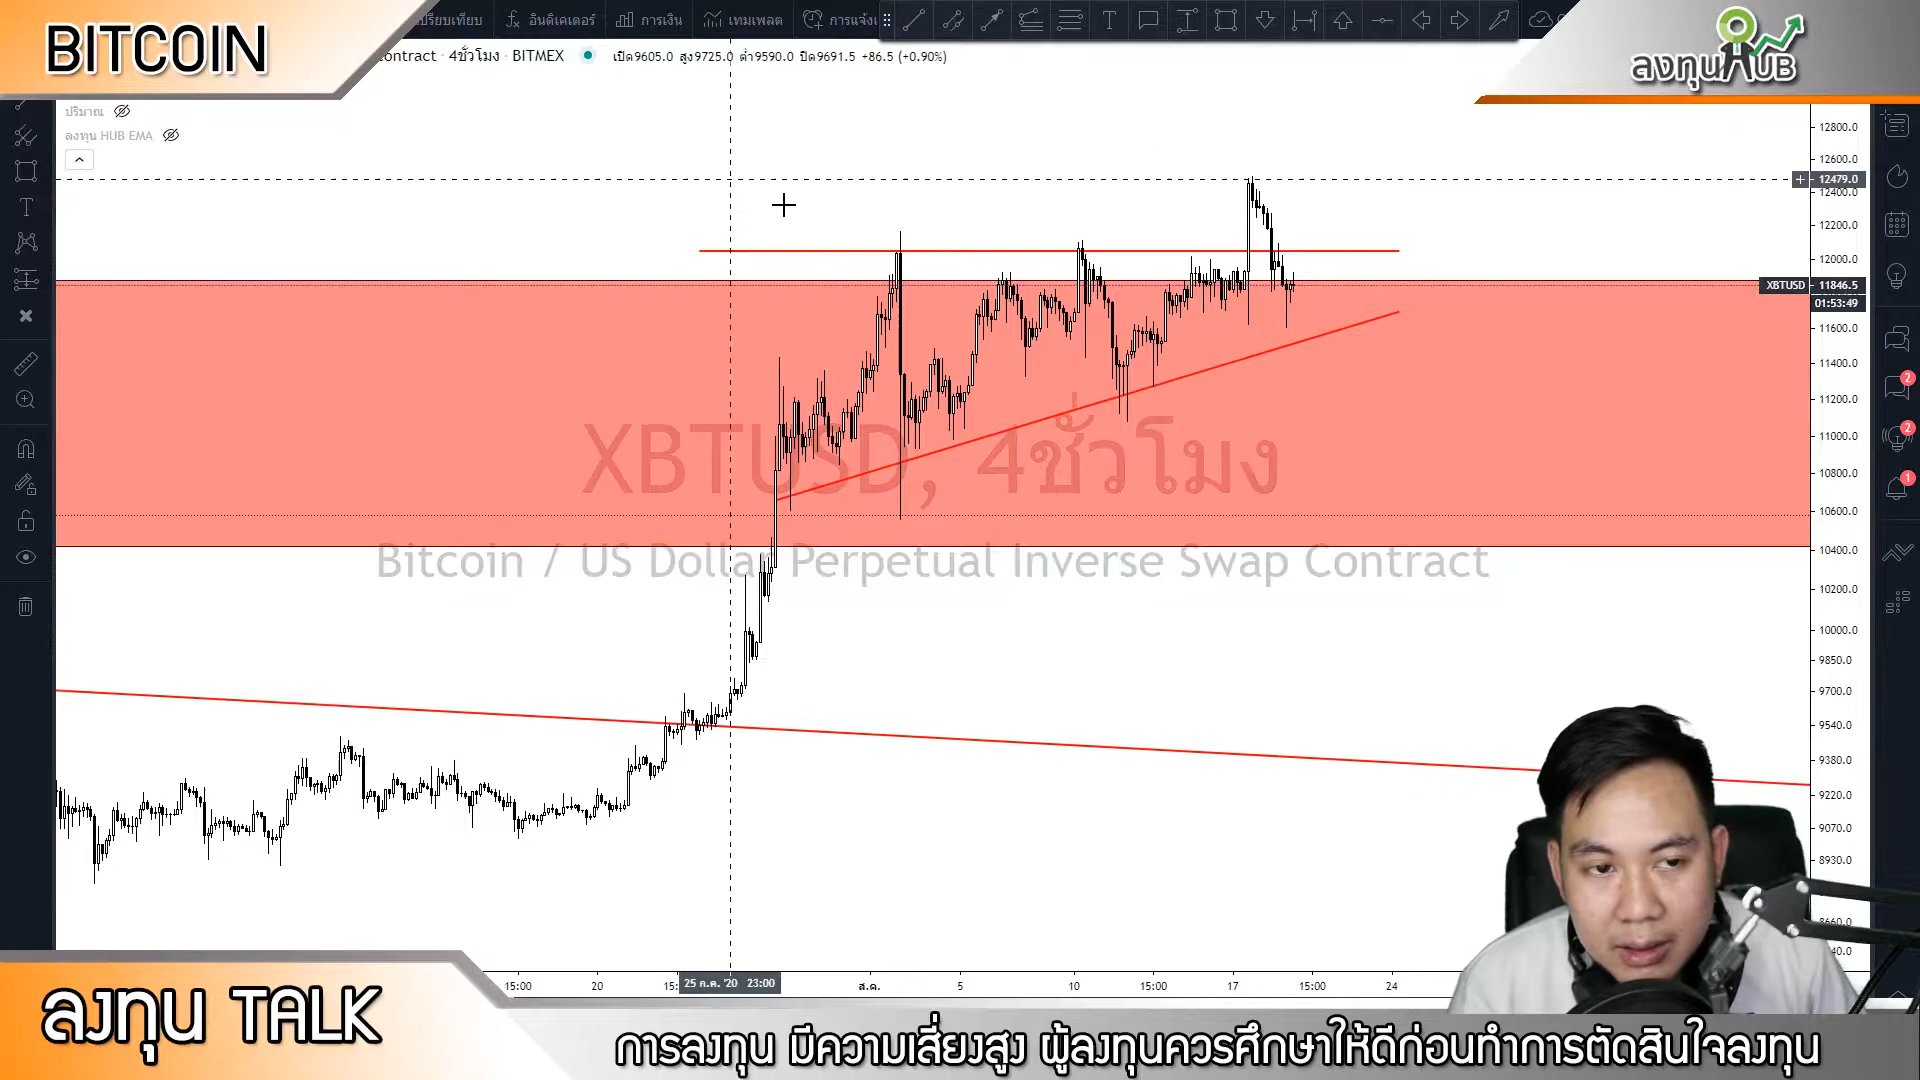 BITCOIN
เปรียบเทียบ
อินดิเคเตอร์
การเงิน
เทมเพลต
การแจ้งเ
ลงทุนHUB
ontract · 4ชั่วโมง · BITMEX
เปิด9605.0 สูง9725.0 ต่ำ9590.0 ปิด9691.5 +86.5 (+0.90%)
ปริมาณ
ลงทุน HUB EMA
12800.0
12600.0
12479.0
12400.0
12200.0
12000.0
XBTUSD 11846.5
01:53:49
11600.0
11400.0
11200.0
11000.0
10800.0
10600.0
10400.0
10200.0
10000.0
9850.0
9700.0
9540.0
9380.0
9220.0
9070.0
8930.0
8660.0
40.0
2
2
1
XBTUSD, 4ชั่วโมง
Bitcoin / US Dollar Perpetual Inverse Swap Contract
15:00 20 15: 25 ก.ค. '20 23:00 ส.ค. 5 10 15:00 17 15:00 24
ลงทุน TALK
การลงทุน มีความเสี่ยงสูง ผู้ลงทุนควรศึกษาให้ดีก่อนทำการตัดสินใจลงทุน